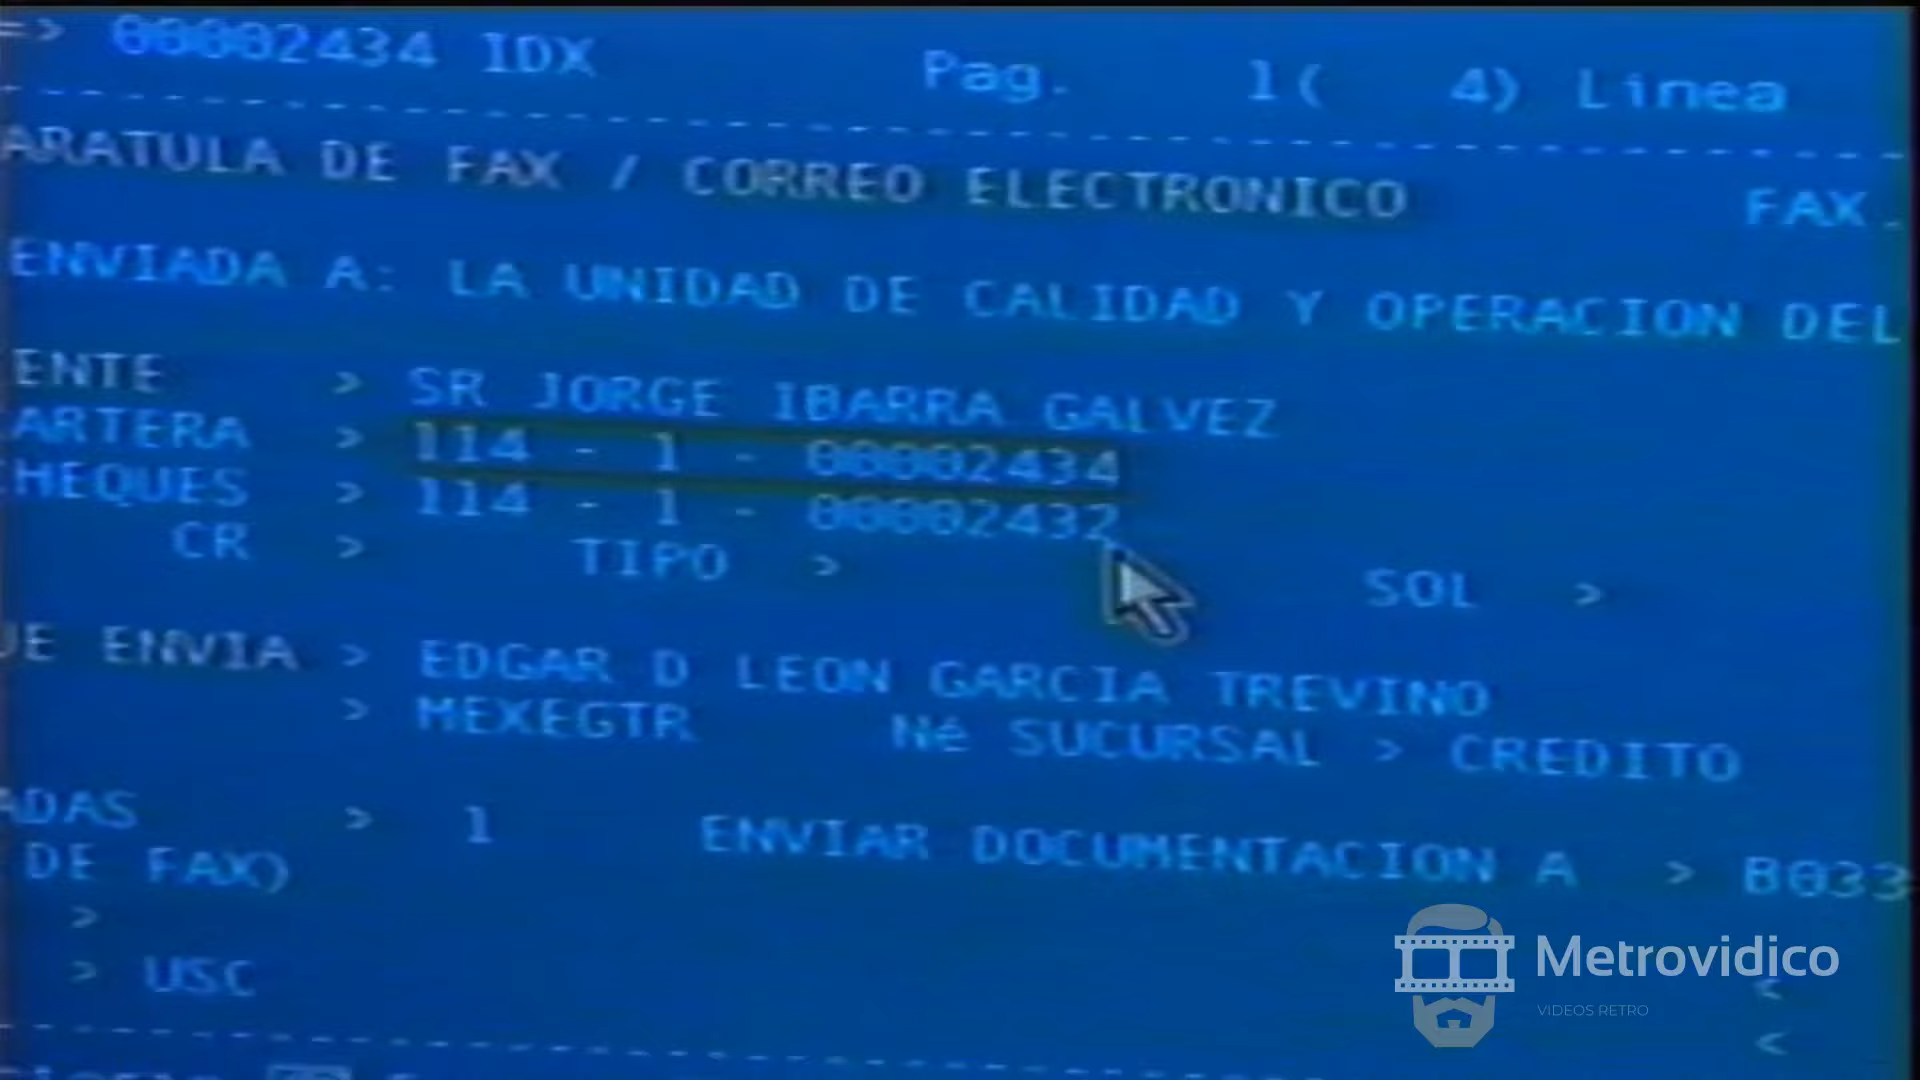 => 00002434 IDX Pag. 1( 4) Linea
ARATULA DE FAX / CORREO ELECTRONICO FAX.
ENVIADA A: LA UNIDAD DE CALIDAD Y OPERACION DEL
ENTE > SR JORGE IBARRA GALVEZ
ARTERA > 114 - 1 - 00002434
HEQUES > 114 - 1 - 00002432
CR > TIPO > SOL >
UE ENVIA > EDGAR D LEON GARCIA TREVINO
> MEXEGTR Né SUCURSAL > CREDITO
ADAS > 1 ENVIAR DOCUMENTACION A > B033
DE FAX)
>
> USC <
<
Metrovidico
VIDEOS RETRO